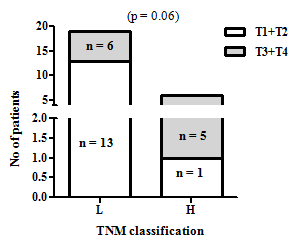 (p = 0.06)
T1+T2
T3+T4
No of patients
20
15
10
5
2.0
1.5
1.0
0.5
0.0
n = 6
n = 13
n = 5
n = 1
L
H
TNM classification